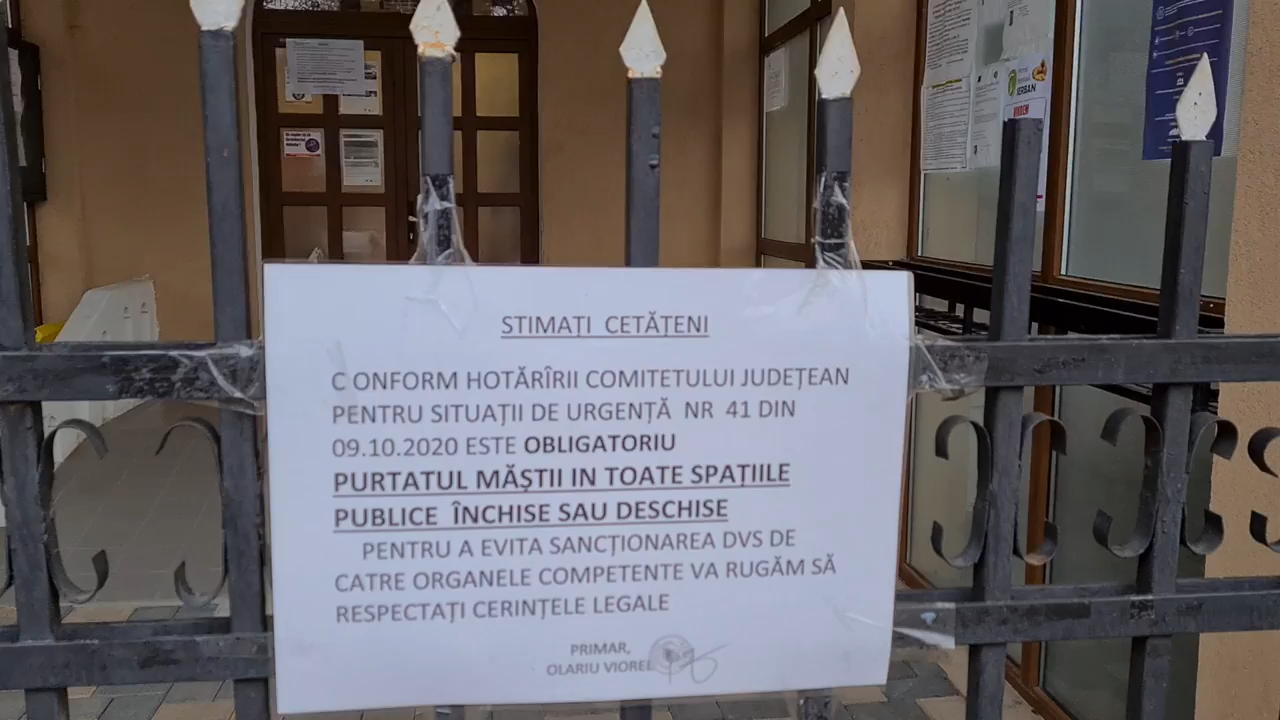 STIMAȚI CETĂȚENI
C ONFORM HOTĂRÎRII COMITETULUI JUDEȚEAN
PENTRU SITUAȚII DE URGENȚĂ NR 41 DIN
09.10.2020 ESTE OBLIGATORIU
PURTATUL MĂȘTII IN TOATE SPAȚIILE
PUBLICE ÎNCHISE SAU DESCHISE
PENTRU A EVITA SANCȚIONAREA DVS DE
CATRE ORGANELE COMPETENTE VA RUGĂM SĂ
RESPECTAȚI CERINȚELE LEGALE
PRIMAR,
OLARIU VIOREL